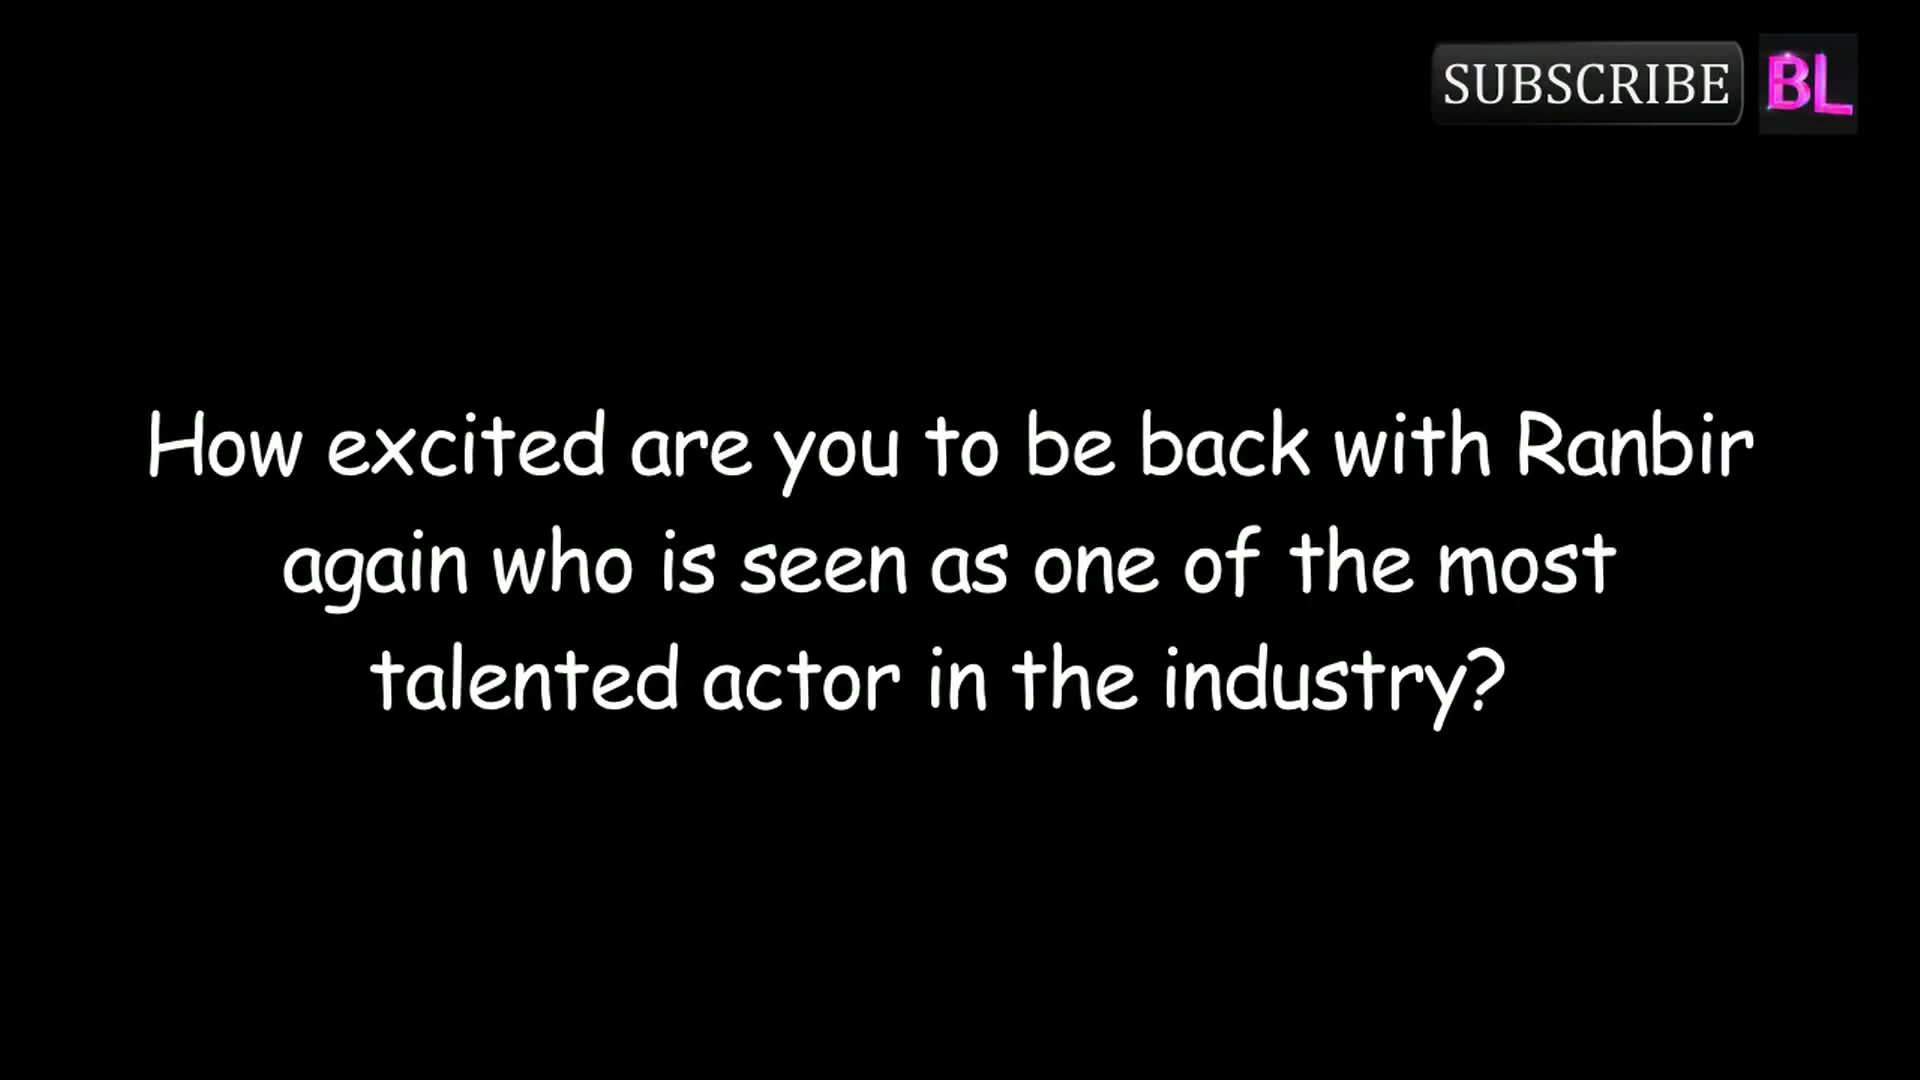 SUBSCRIBE BL
How excited are you to be back with Ranbir
again who is seen as one of the most
talented actor in the industry?